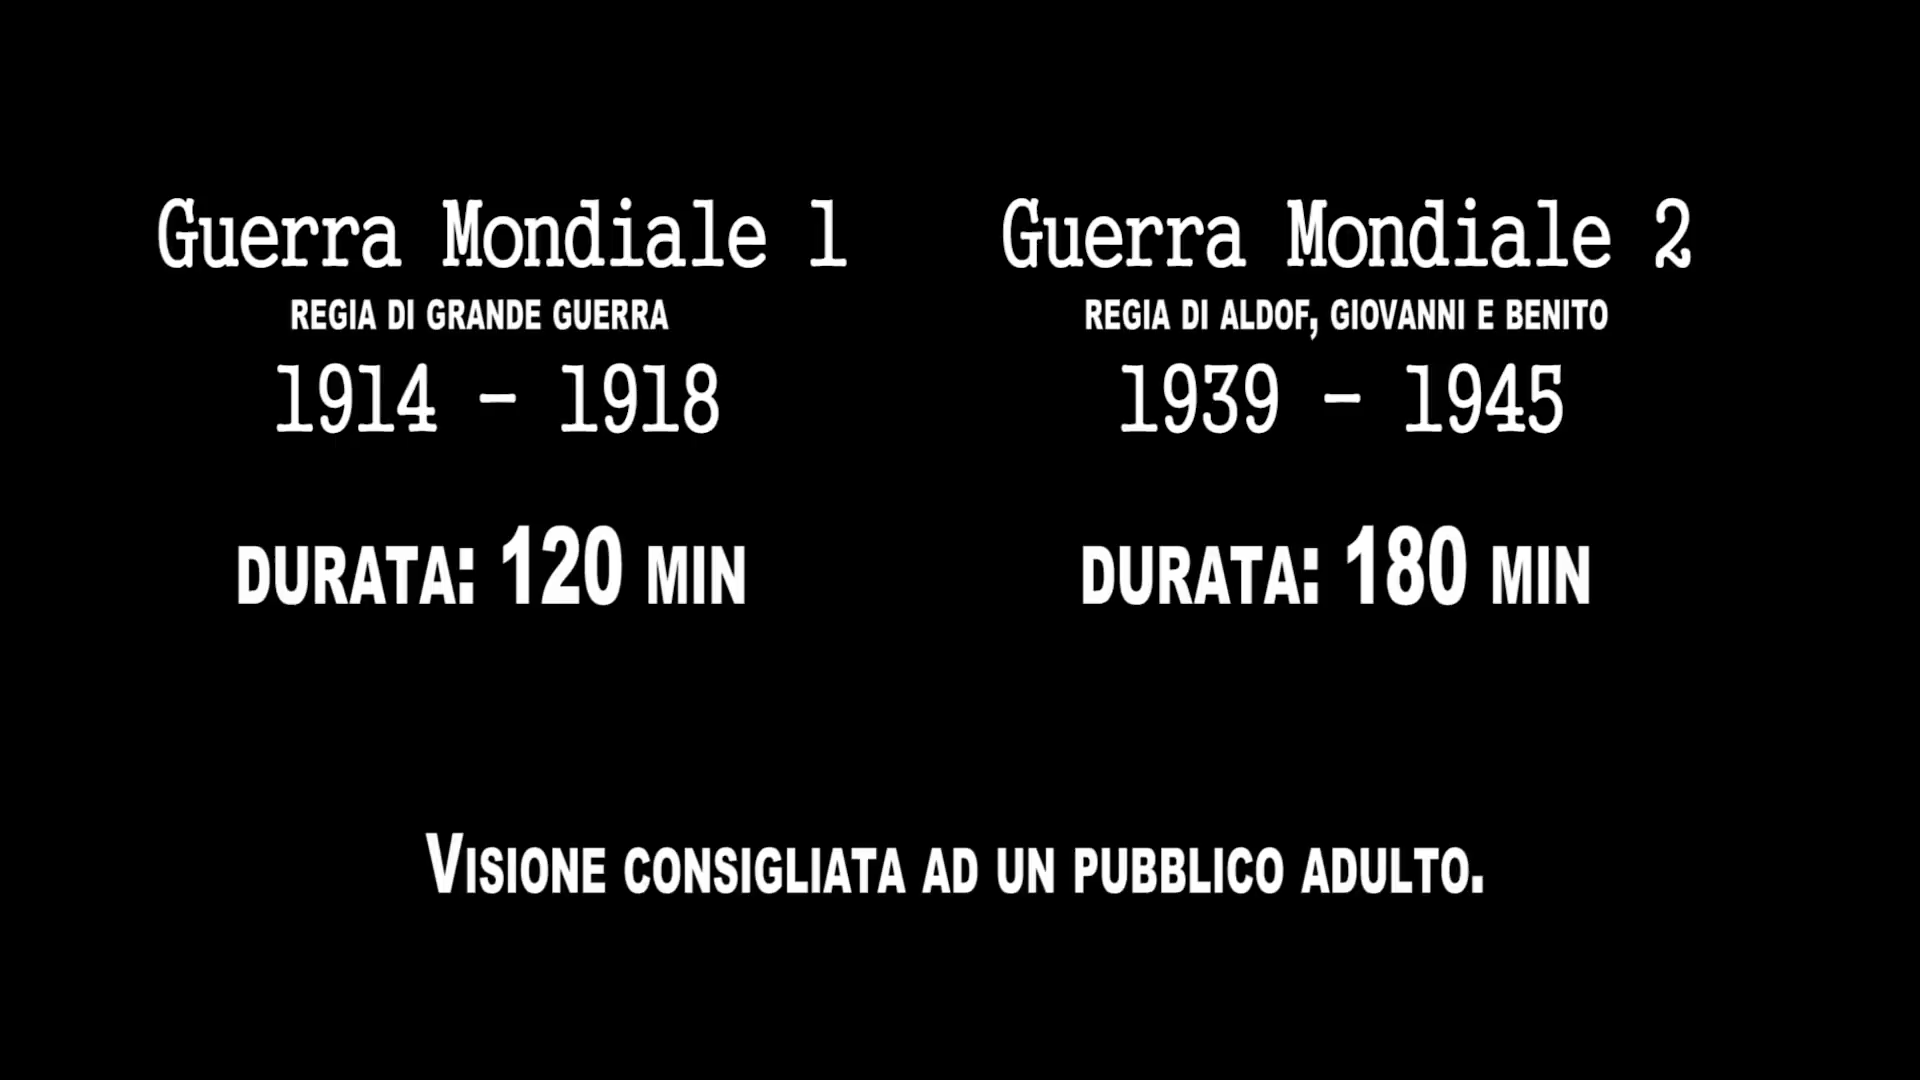 Guerra Mondiale 1
REGIA DI GRANDE GUERRA
1914 - 1918
DURATA: 120 MIN
Guerra Mondiale 2
REGIA DI ALDOF, GIOVANNI E BENITO
1939 - 1945
DURATA: 180 MIN
VISIONE CONSIGLIATA AD UN PUBBLICO ADULTO.